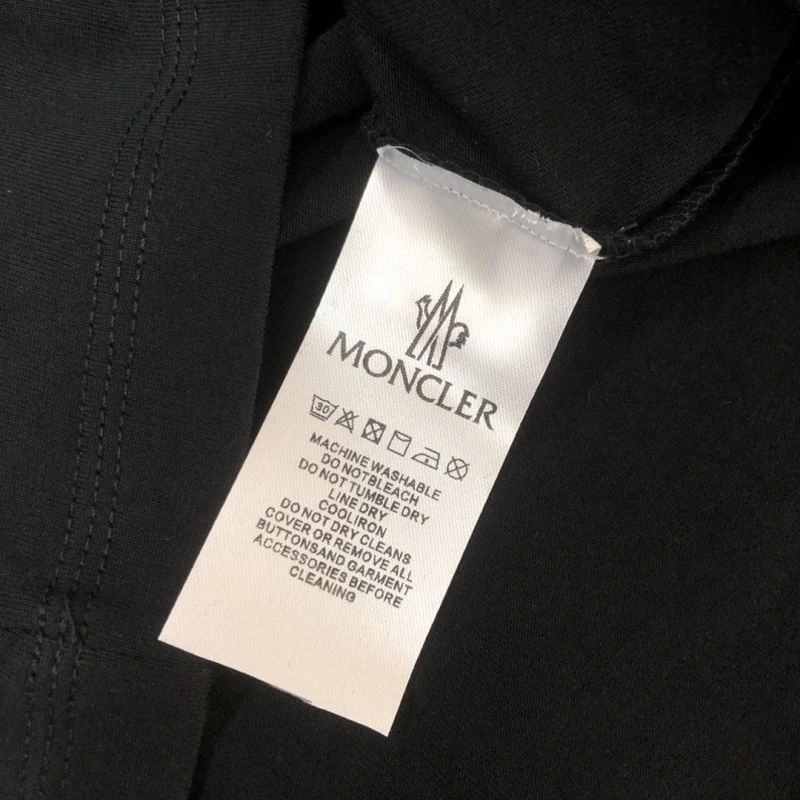 MONCLER
30
MACHINE WASHABLE
DO NOTBLEACH
DO NOT TUMBLE DRY
LINE DRY
COOLIRON
DO NOT DRY CLEANS
COVER OR REMOVE ALL
BUTTONSAND GARMENT
ACCESSORIES BEFORE
CLEANING